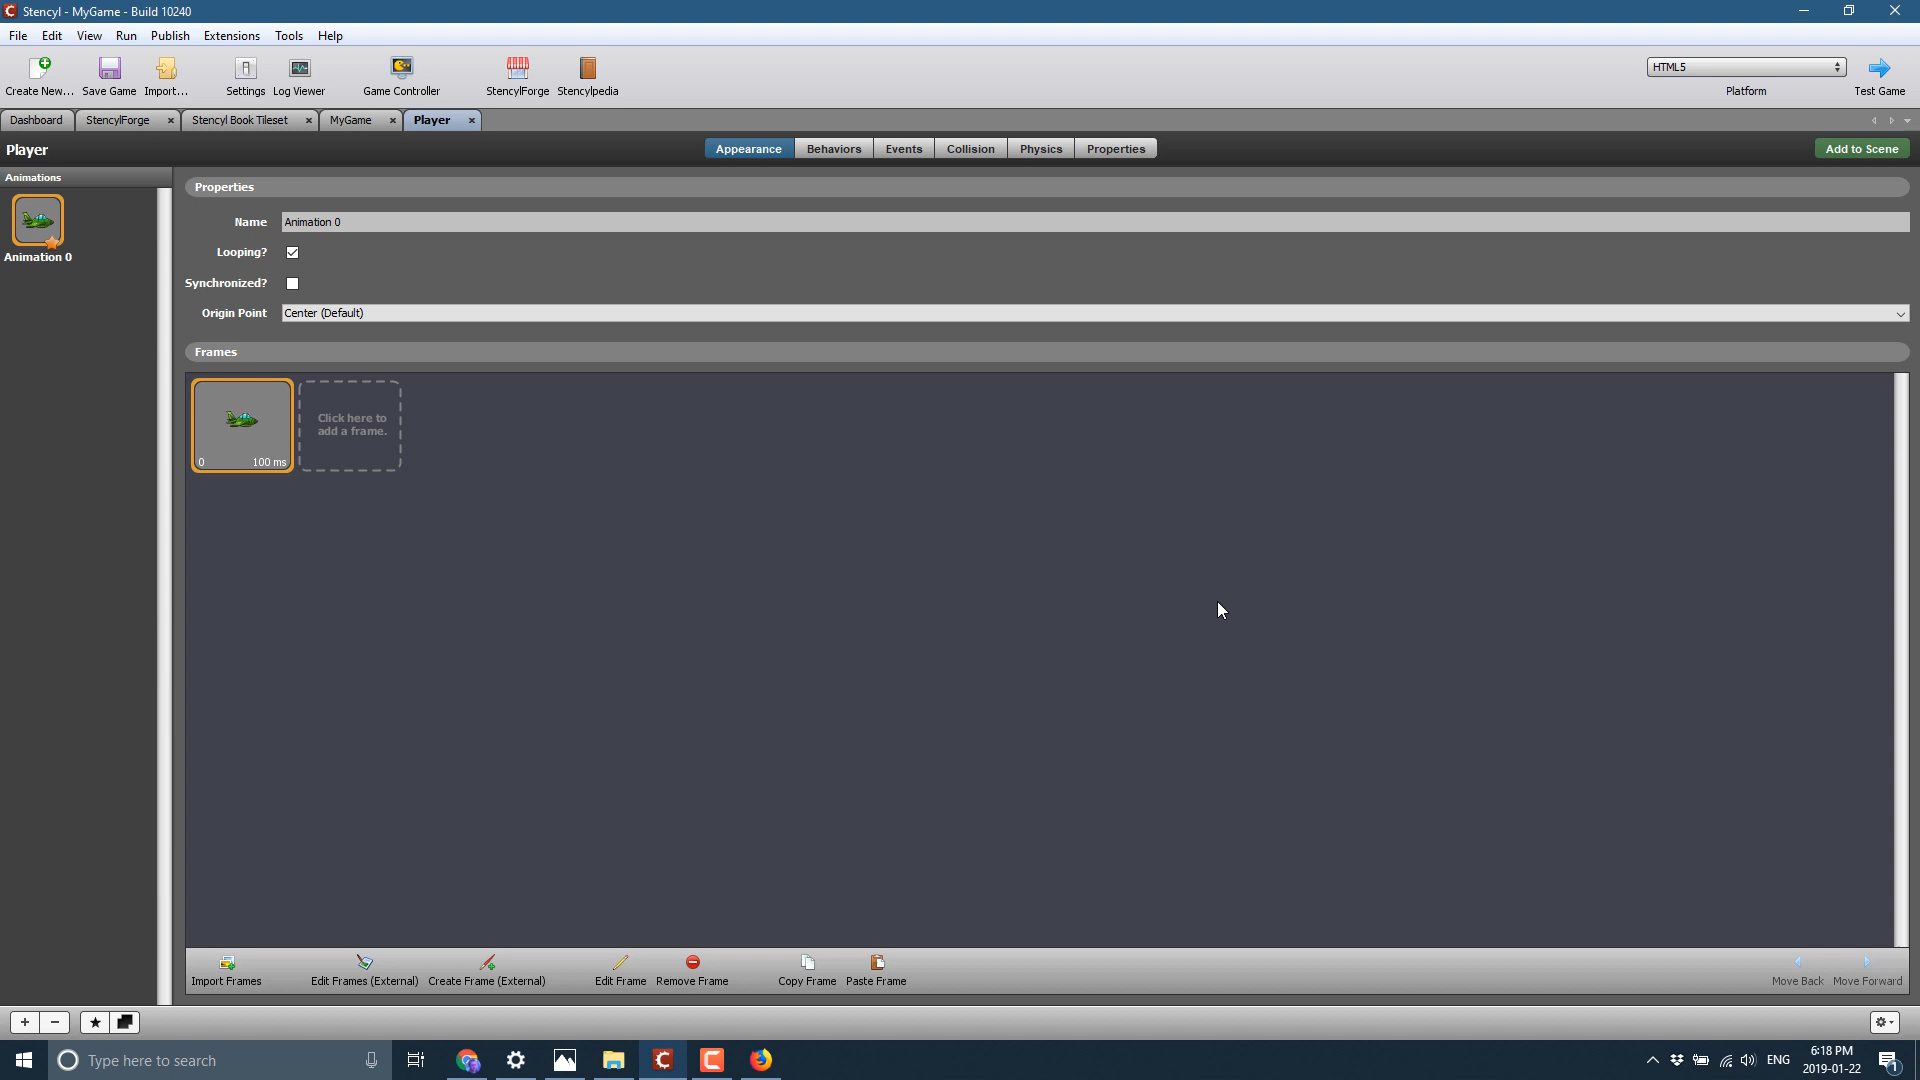 Stencyl - MyGame - Build 10240
File Edit View Run Publish Extensions Tools Help
Create New... Save Game Import... Settings Log Viewer Game Controller StencylForge Stencylpedia
HTML5
Platform
Test Game
Dashboard StencylForge Stencyl Book Tileset MyGame Player
Player
Appearance Behaviors Events Collision Physics Properties
Add to Scene
Animations
Animation 0
Properties
Name Animation 0
Looping?
Synchronized?
Origin Point Center (Default)
Frames
Click here to
add a frame.
0 100 ms
Import Frames Edit Frames (External) Create Frame (External) Edit Frame Remove Frame Copy Frame Paste Frame Move Back Move Forward
Type here to search
ENG
6:18 PM
2019-01-22
1